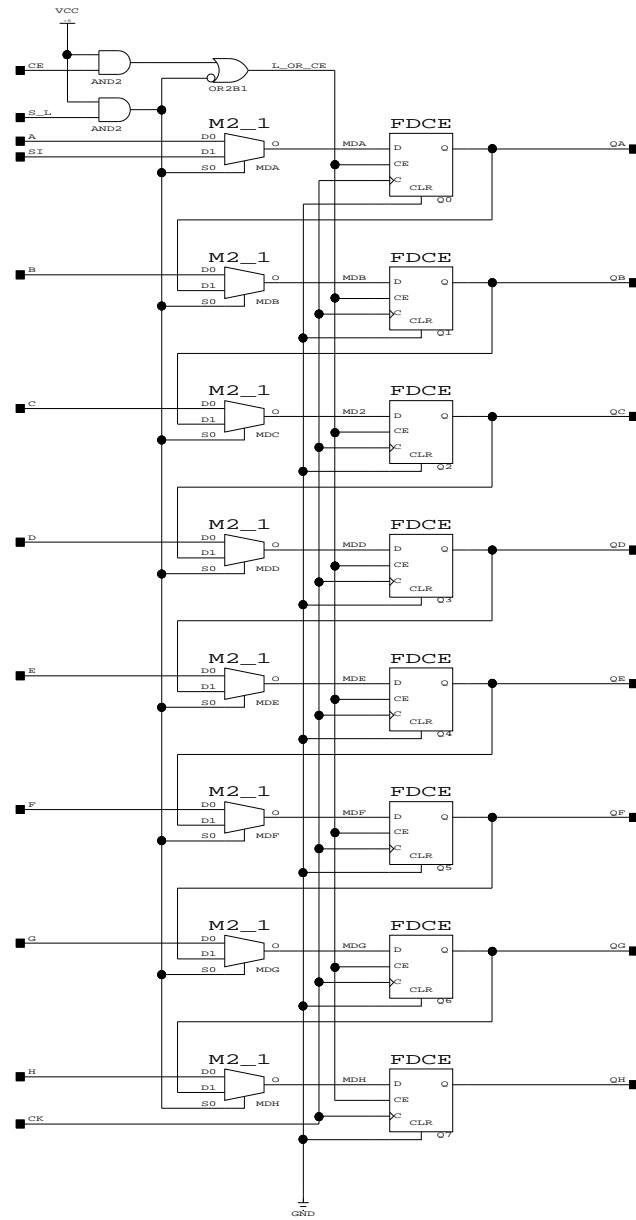 VCC
+5
CE
AND2
L_OR_CE
OR2B1
S_L
AND2
M2_1
FDCE
A
D0
SI
D1
O
MDA
D
Q
QA
S0
MDA
CE
C
CLR
Q0
M2_1
FDCE
B
D0
D1
O
MDB
D
Q
QB
S0
MDB
CE
C
CLR
Q1
M2_1
FDCE
C
D0
D1
O
MD2
D
Q
QC
S0
MDC
CE
C
CLR
Q2
M2_1
FDCE
D
D0
D1
O
MDD
D
Q
QD
S0
MDD
CE
C
CLR
Q3
M2_1
FDCE
E
D0
D1
O
MDE
D
Q
QE
S0
MDE
CE
C
CLR
Q4
M2_1
FDCE
F
D0
D1
O
MDF
D
Q
QF
S0
MDF
CE
C
CLR
Q5
M2_1
FDCE
G
D0
D1
O
MDG
D
Q
QG
S0
MDG
CE
C
CLR
Q6
M2_1
FDCE
H
D0
D1
O
MDH
D
Q
QH
S0
MDH
CE
C
CLR
Q7
CK
GND